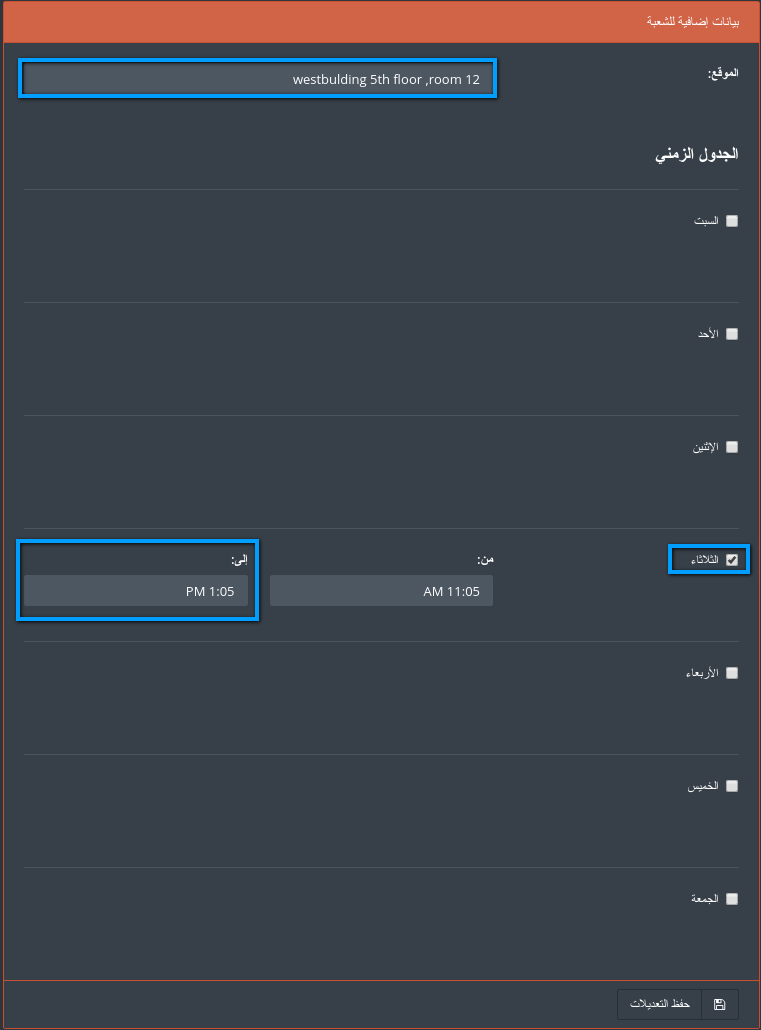 بيانات إضافية للشعبة
الموقع:
westbulding 5th floor ,room 12
الجدول الزمني
السبت
الأحد
الإثنين
الثلاثاء
من:
إلى:
11:05 AM
1:05 PM
الأربعاء
الخميس
الجمعة
حفظ التعديلات